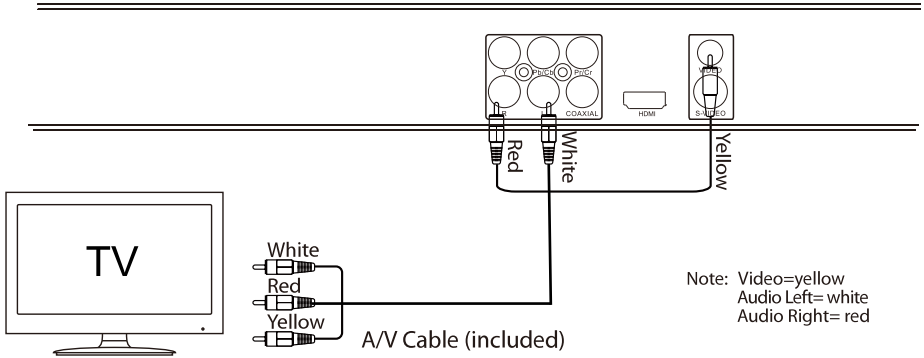 VIDEO
Y Pb/Cb Pr/Cr
R L COAXIAL HDMI S-VIDEO
Red White Yellow
TV
White
Red
Yellow
A/V Cable (included)
Note: Video=yellow
Audio Left= white
Audio Right= red